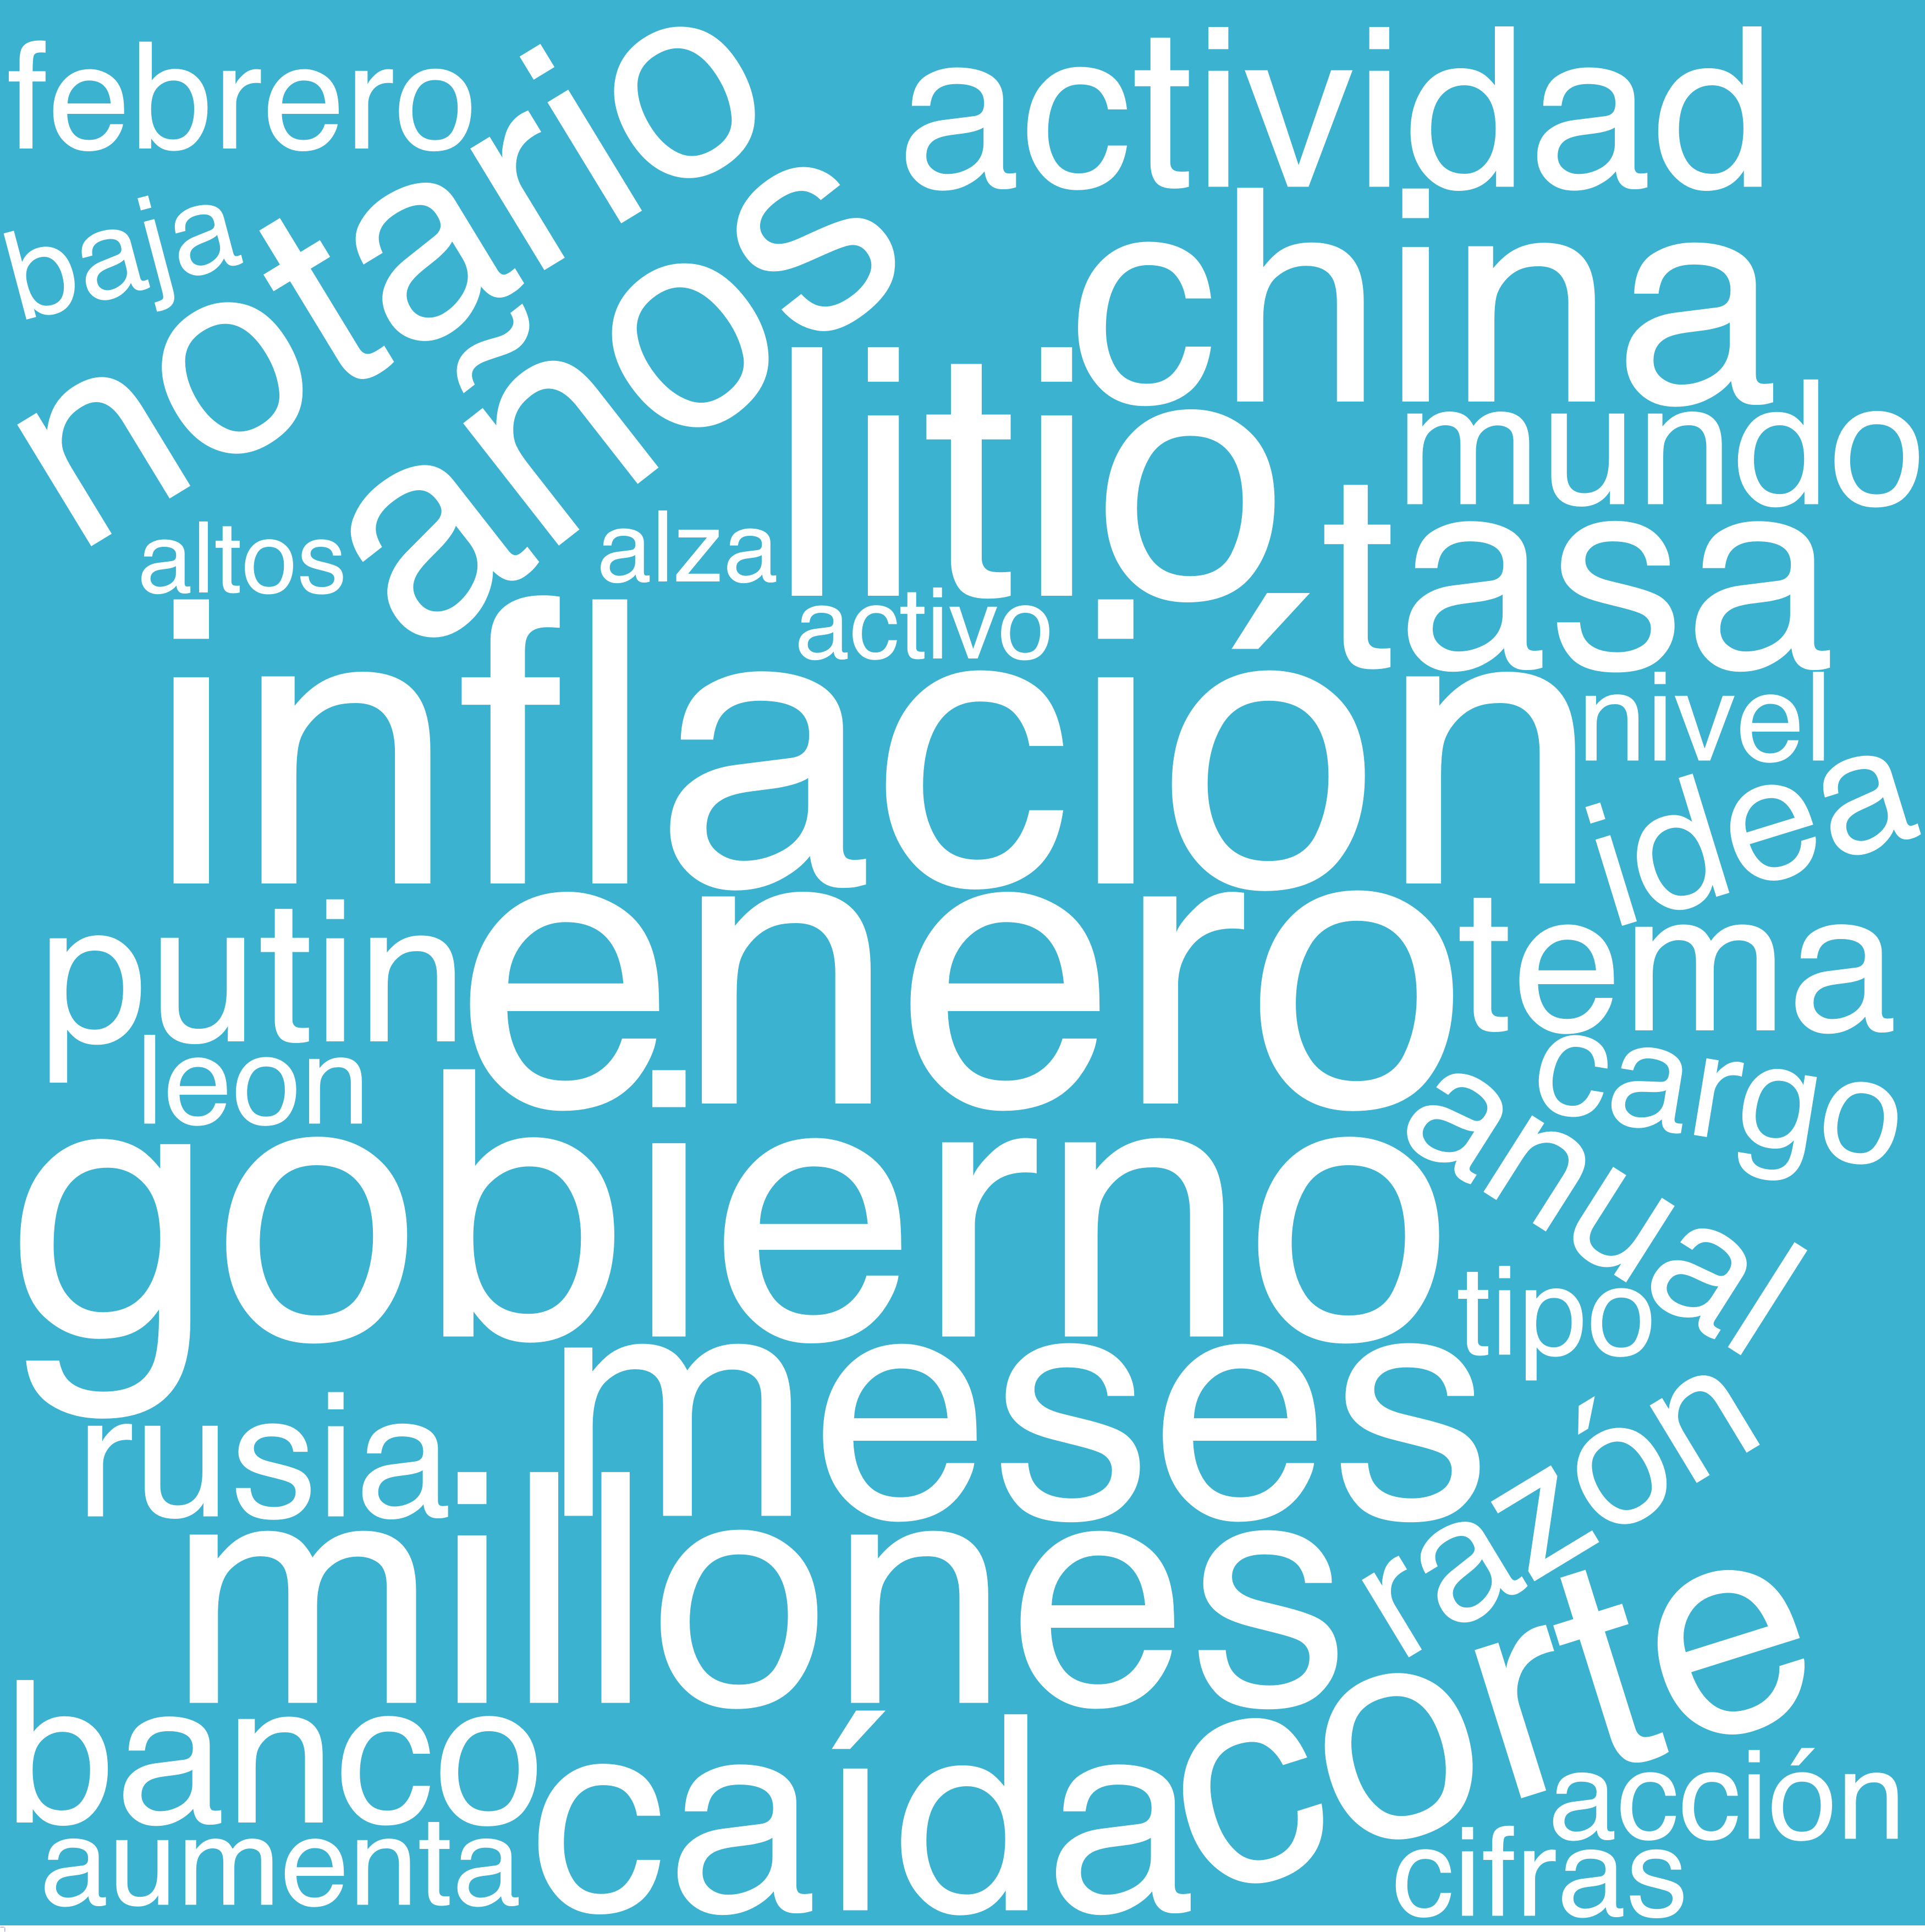 febrero
notario
actividad
baja
años
china
litio
mundo
altos
alza
tasa
activo
inflación
nivel
idea
putin
enero
tema
leon
cargo
anual
gobierno
tipo
meses
rusia
razón
millones
corte
banco
caída
acción
aumenta
cifras